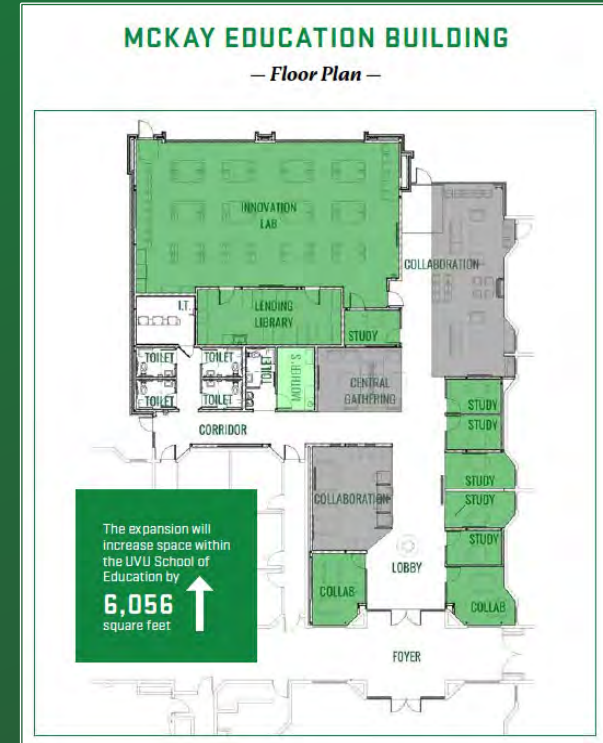 MCKAY EDUCATION BUILDING
— Floor Plan —
INNOVATION
LAB
COLLABORATION
I.T.
LENDING
LIBRARY
STUDY
TOILET
TOILET
TOILET
MOTHER'S
CENTRAL
GATHERING
TOILET
TOILET
STUDY
STUDY
CORRIDOR
STUDY
COLLABORATION
STUDY
STUDY
The expansion will
increase space within
the UVU School of
Education by
6,056
square feet
LOBBY
COLLAB
COLLAB
FOYER